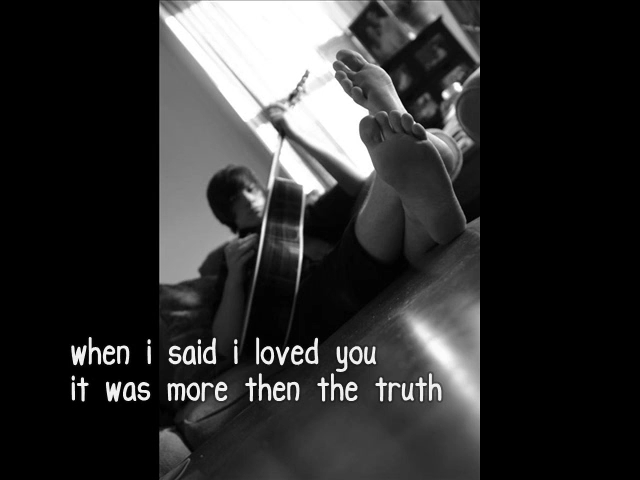 when i said i loved you
it was more then the truth